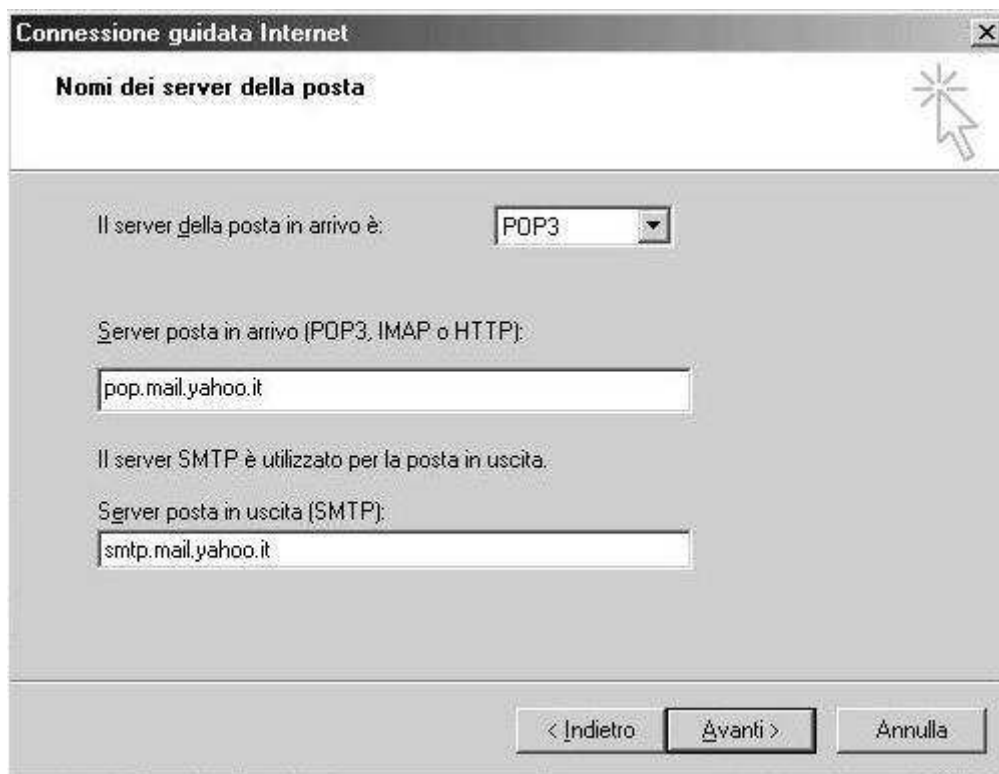 Connessione guidata Internet
Nomi dei server della posta
Il server della posta in arrivo è: POP3
Server posta in arrivo (POP3, IMAP o HTTP):
pop.mail.yahoo.it
Il server SMTP è utilizzato per la posta in uscita.
Server posta in uscita (SMTP):
smtp.mail.yahoo.it
< Indietro Avanti > Annulla